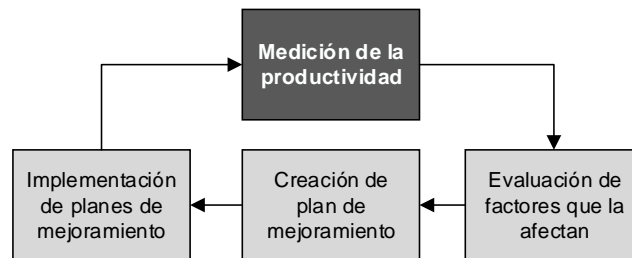 Medición de la
productividad
Implementación
de planes de
mejoramiento
Creación de
plan de
mejoramiento
Evaluación de
factores que la
afectan